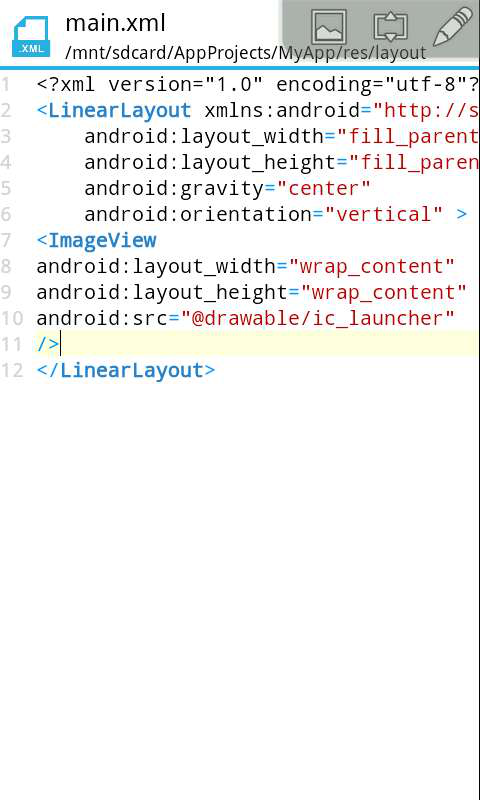 main.xml
/mnt/sdcard/AppProjects/MyApp/res/layout
.XML
1 <?xml version="1.0" encoding="utf-8"?
2 <LinearLayout xmlns:android="http://s
3     android:layout_width="fill_parent
4     android:layout_height="fill_paren
5     android:gravity="center"
6     android:orientation="vertical" >
7 <ImageView
8 android:layout_width="wrap_content"
9 android:layout_height="wrap_content"
10 android:src="@drawable/ic_launcher"
11 />
12 </LinearLayout>